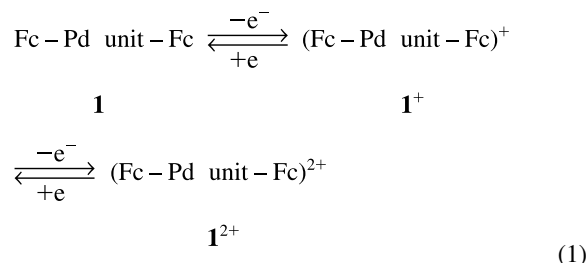 −e⁻
Fc – Pd unit – Fc ⇌ (Fc – Pd unit – Fc)⁺
+e
1 1⁺
−e⁻
⇌ (Fc – Pd unit – Fc)²⁺
+e
1²⁺
(1)